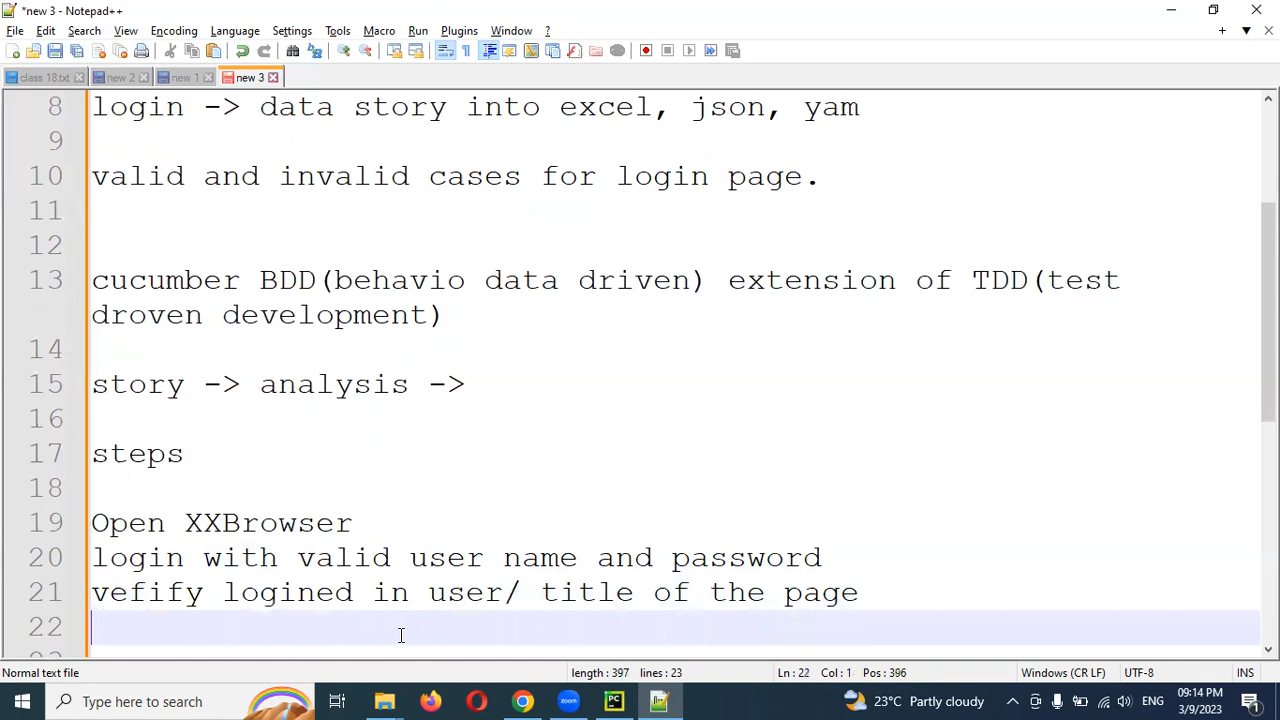 *new 3 - Notepad++
File Edit Search View Encoding Language Settings Tools Macro Run Plugins Window ?
class 18.txt new 2 new 1 new 3
8 login -> data story into excel, json, yam
9
10 valid and invalid cases for login page.
11
12
13 cucumber BDD(behavio data driven) extension of TDD(test
droven development)
14
15 story -> analysis ->
16
17 steps
18
19 Open XXBrowser
20 login with valid user name and password
21 vefify logined in user/ title of the page
22
Normal text file length : 397 lines : 23 Ln : 22 Col : 1 Pos : 396 Windows (CR LF) UTF-8 INS
Type here to search 23°C Partly cloudy ENG 09:14 PM
3/9/2023